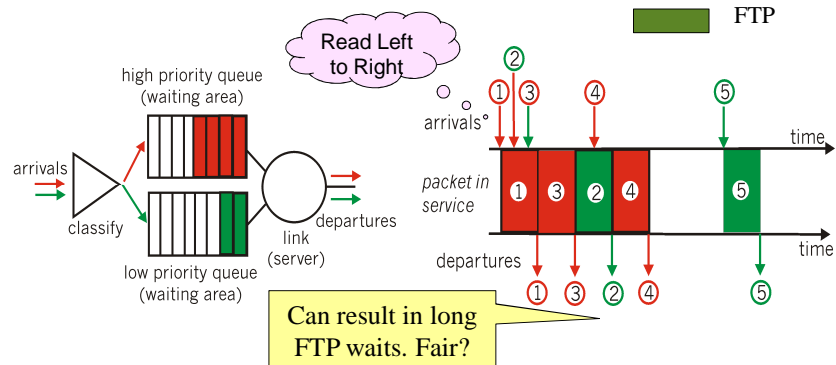 FTP
Read Left
to Right
high priority queue
(waiting area)
arrivals
classify
low priority queue
(waiting area)
link
(server)
departures
2
1 3 4 5
arrivals
time
packet in
service
1 3 2 4 5
time
departures
1 3 2 4 5
Can result in long
FTP waits. Fair?